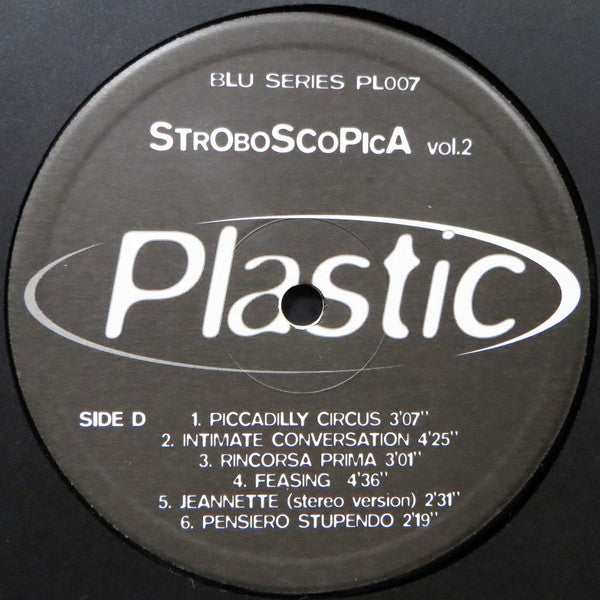 BLU SERIES PL007
StrOboScoPicA vol.2
Plastic
SIDE D
1. PICCADILLY CIRCUS 3'07"
2. INTIMATE CONVERSATION 4'25"
3. RINCORSA PRIMA 3'01"
4. FEASING 4'36"
5. JEANNETTE (stereo version) 2'31"
6. PENSIERO STUPENDO 2'19"